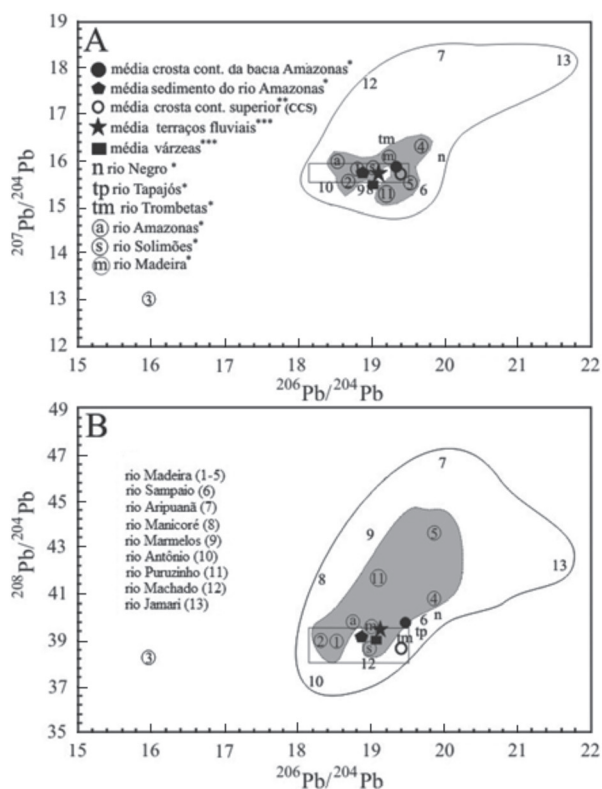 A
média crosta cont. da bacia Amazonas*
média sedimento do rio Amazonas*
média crosta cont. superior** (CCS)
média terraços fluviais***
média várzeas***
n rio Negro *
tp rio Tapajós*
tm rio Trombetas*
a rio Amazonas*
s rio Solimões*
m rio Madeira*
207Pb/204Pb
18 17 16 15 14 13 12
7
13
12
tm
m
4
n
a
1
s
2
10
9 8
11
5
6
3
15 16 17 18 19 20 21 22
206Pb/204Pb
B
rio Madeira (1-5)
rio Sampaio (6)
rio Aripuanã (7)
rio Manicoré (8)
rio Marmelos (9)
rio Antônio (10)
rio Puruzinho (11)
rio Machado (12)
rio Jamari (13)
208Pb/204Pb
49 47 45 43 41 39 37 35
7
9
5
13
8
11
4
a
m
6
n
tp
tm
2
1
s
12
10
3
15 16 17 18 19 20 21 22
206Pb/204Pb